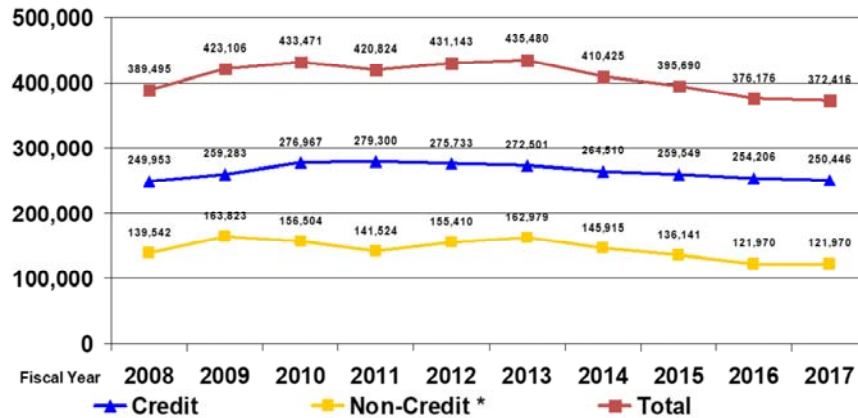 500,000
400,000
300,000
200,000
100,000
0
389,495 423,106 433,471 420,824 431,143 435,480 410,425 395,690 376,176 372,416
249,953 259,283 276,967 279,300 275,733 272,501 264,510 259,549 254,206 250,446
139,542 163,823 156,504 141,524 155,410 162,979 145,915 136,141 121,970 121,970
Fiscal Year 2008 2009 2010 2011 2012 2013 2014 2015 2016 2017
Credit Non-Credit * Total